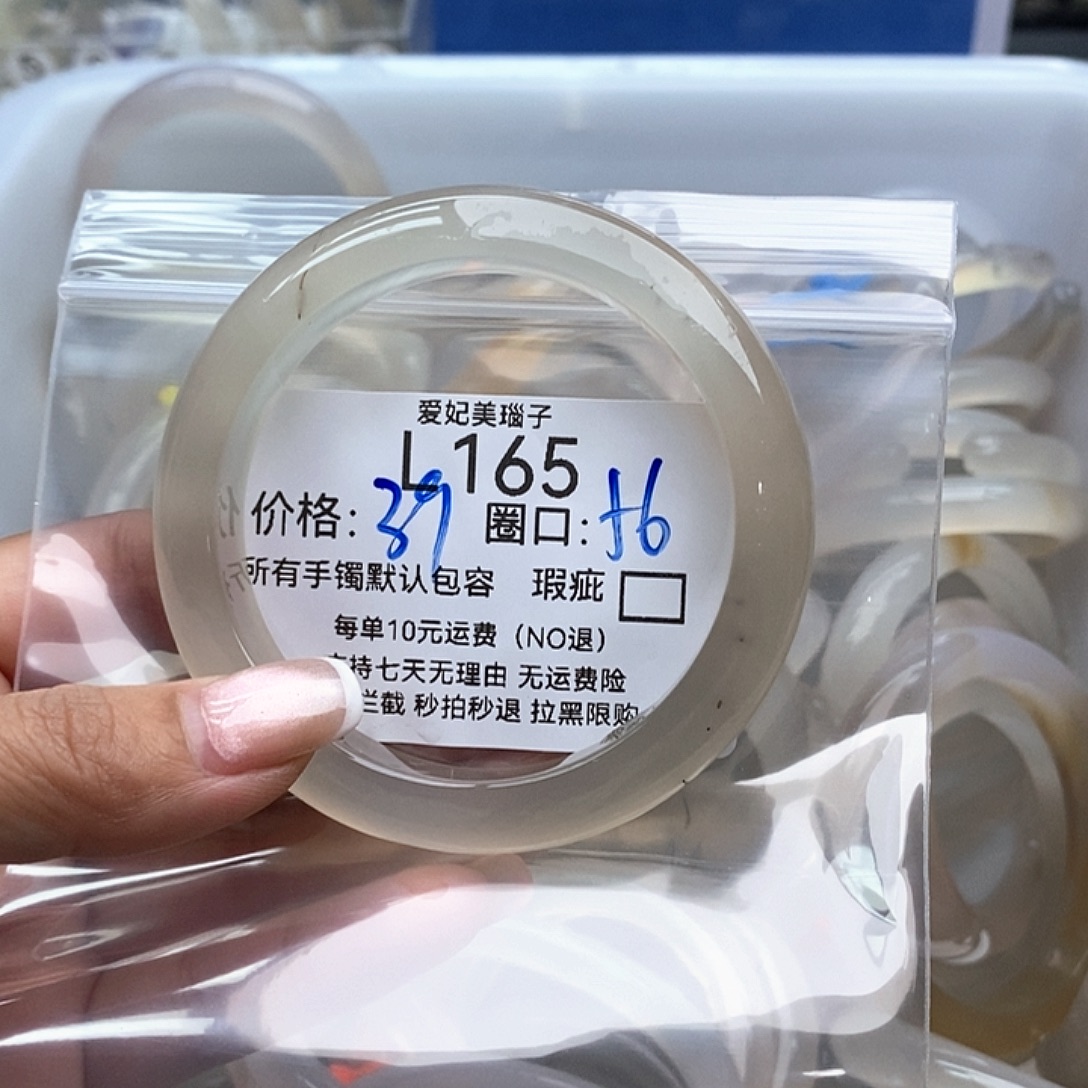 爱妃美瑙子
L165
价格：39 圈口：56
所有手镯默认包容 瑕疵
每单10元运费（NO退）
持七天无理由 无运费险
拦截 秒拍秒退 拉黑限购